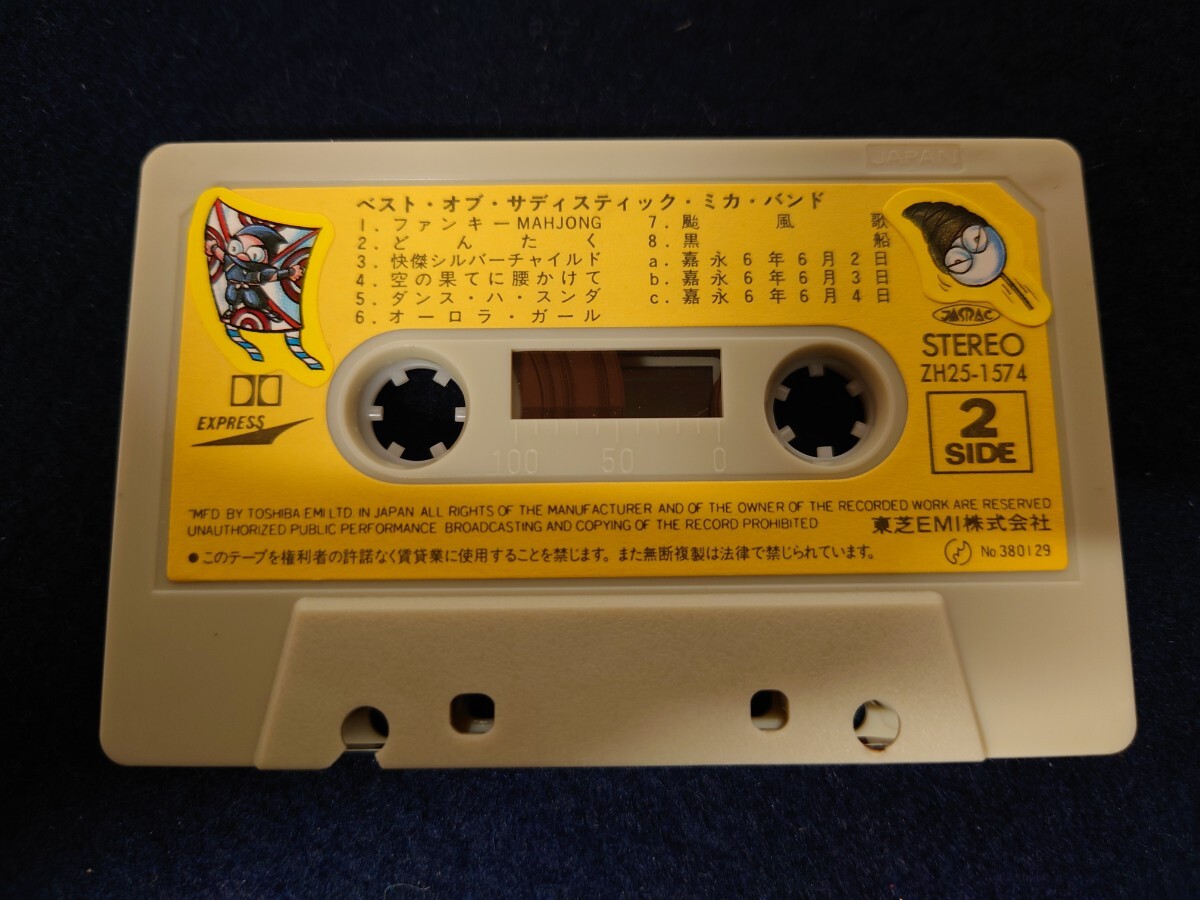 JAPAN
ベスト・オブ・サディスティック・ミカ・バンド
1. ファンキーMAHJONG
2. どんたく
3. 快傑シルバーチャイルド
4. 空の果てに腰かけて
5. ダンス・ハ・スンダ
6. オーロラ・ガール
7. 颱風歌
8. 黒船
a. 嘉永6年6月2日
b. 嘉永6年6月3日
c. 嘉永6年6月4日
JASRAC
STEREO
ZH25-1574
2
SIDE
EXPRESS
100 50 0
"MFD BY TOSHIBA EMI LTD. IN JAPAN ALL RIGHTS OF THE MANUFACTURER AND OF THE OWNER OF THE RECORDED WORK ARE RESERVED
UNAUTHORIZED PUBLIC PERFORMANCE BROADCASTING AND COPYING OF THE RECORD PROHIBITED
東芝EMI株式会社
●このテープを権利者の許諾なく賃貸業に使用することを禁じます。また無断複製は法律で禁じられています。
No 380129